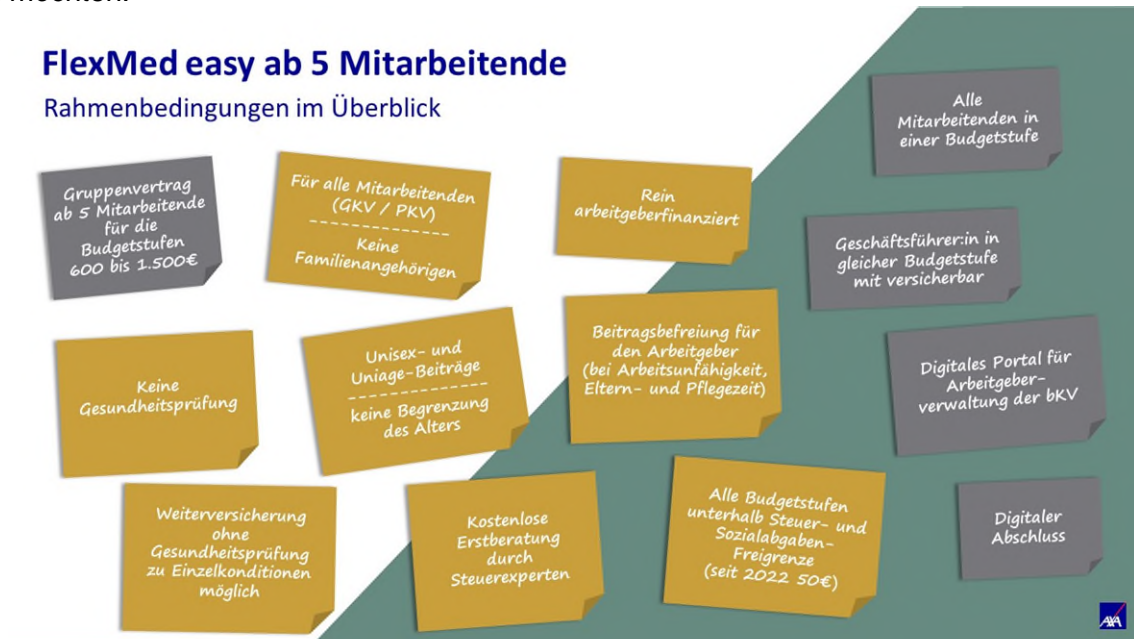 FlexMed easy ab 5 Mitarbeitende
Rahmenbedingungen im Überblick
Gruppenvertrag
ab 5 Mitarbeitende
für die
Budgetstufen
600 bis 1.500€
Für alle Mitarbeitenden
(GKV / PKV)
Keine
Familienangehörigen
Rein
arbeitgeberfinanziert
Alle
Mitarbeitenden in
einer Budgetstufe
Geschäftsführer:in in
gleicher Budgetstufe
mit versicherbar
Keine
Gesundheitsprüfung
Unisex- und
Uniage-Beiträge
keine Begrenzung
des Alters
Beitragsbefreiung für
den Arbeitgeber
(bei Arbeitsunfähigkeit,
Eltern- und Pflegezeit)
Digitales Portal für
Arbeitgeber-
verwaltung der bKV
Weiterversicherung
ohne
Gesundheitsprüfung
zu Einzelkonditionen
möglich
Kostenlose
Erstberatung
durch
Steuerexperten
Alle Budgetstufen
unterhalb Steuer- und
Sozialabgaben-
Freigrenze
(seit 2022 50€)
Digitaler
Abschluss
AXA